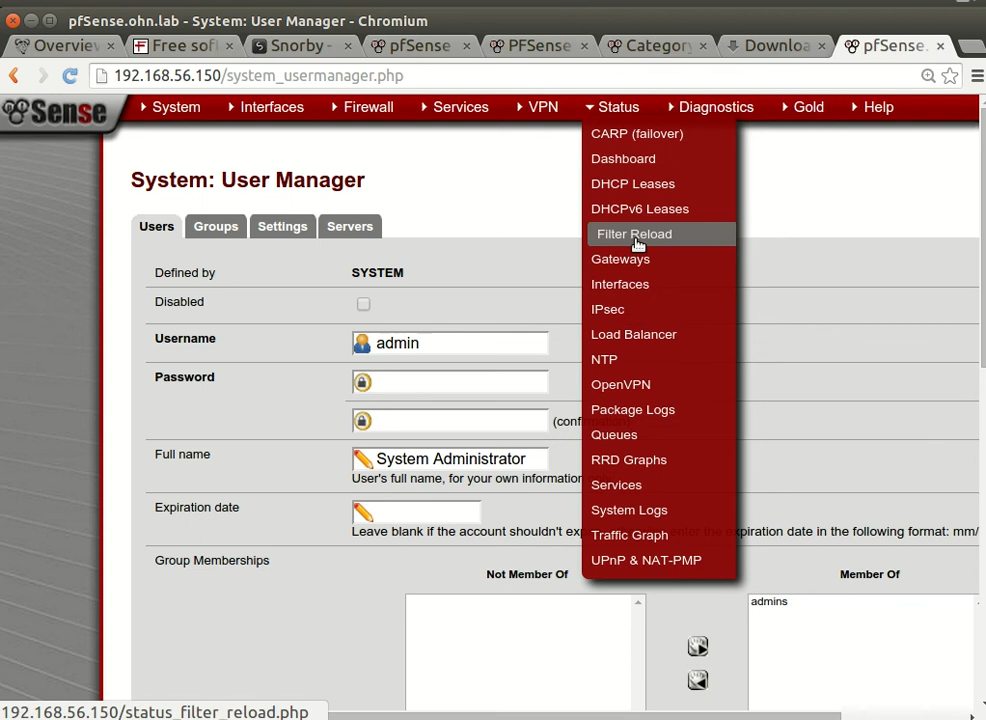 pfSense.ohn.lab - System: User Manager - Chromium
Overview Free soft Snorby - pfSense PFSense Category Downloa pfSense.
192.168.56.150/system_usermanager.php
Sense System Interfaces Firewall Services VPN Status Diagnostics Gold Help
CARP (failover)
Dashboard
DHCP Leases
DHCPv6 Leases
Filter Reload
Gateways
Interfaces
IPsec
Load Balancer
NTP
OpenVPN
Package Logs
Queues
RRD Graphs
Services
System Logs
Traffic Graph
UPnP & NAT-PMP
System: User Manager
Users Groups Settings Servers
Defined by SYSTEM
Disabled
Username admin
Password
(conf
Full name System Administrator
User's full name, for your own information
Expiration date
Leave blank if the account shouldn't exp enter the expiration date in the following format: mm/
Group Memberships
Not Member Of Member Of
admins
192.168.56.150/status_filter_reload.php